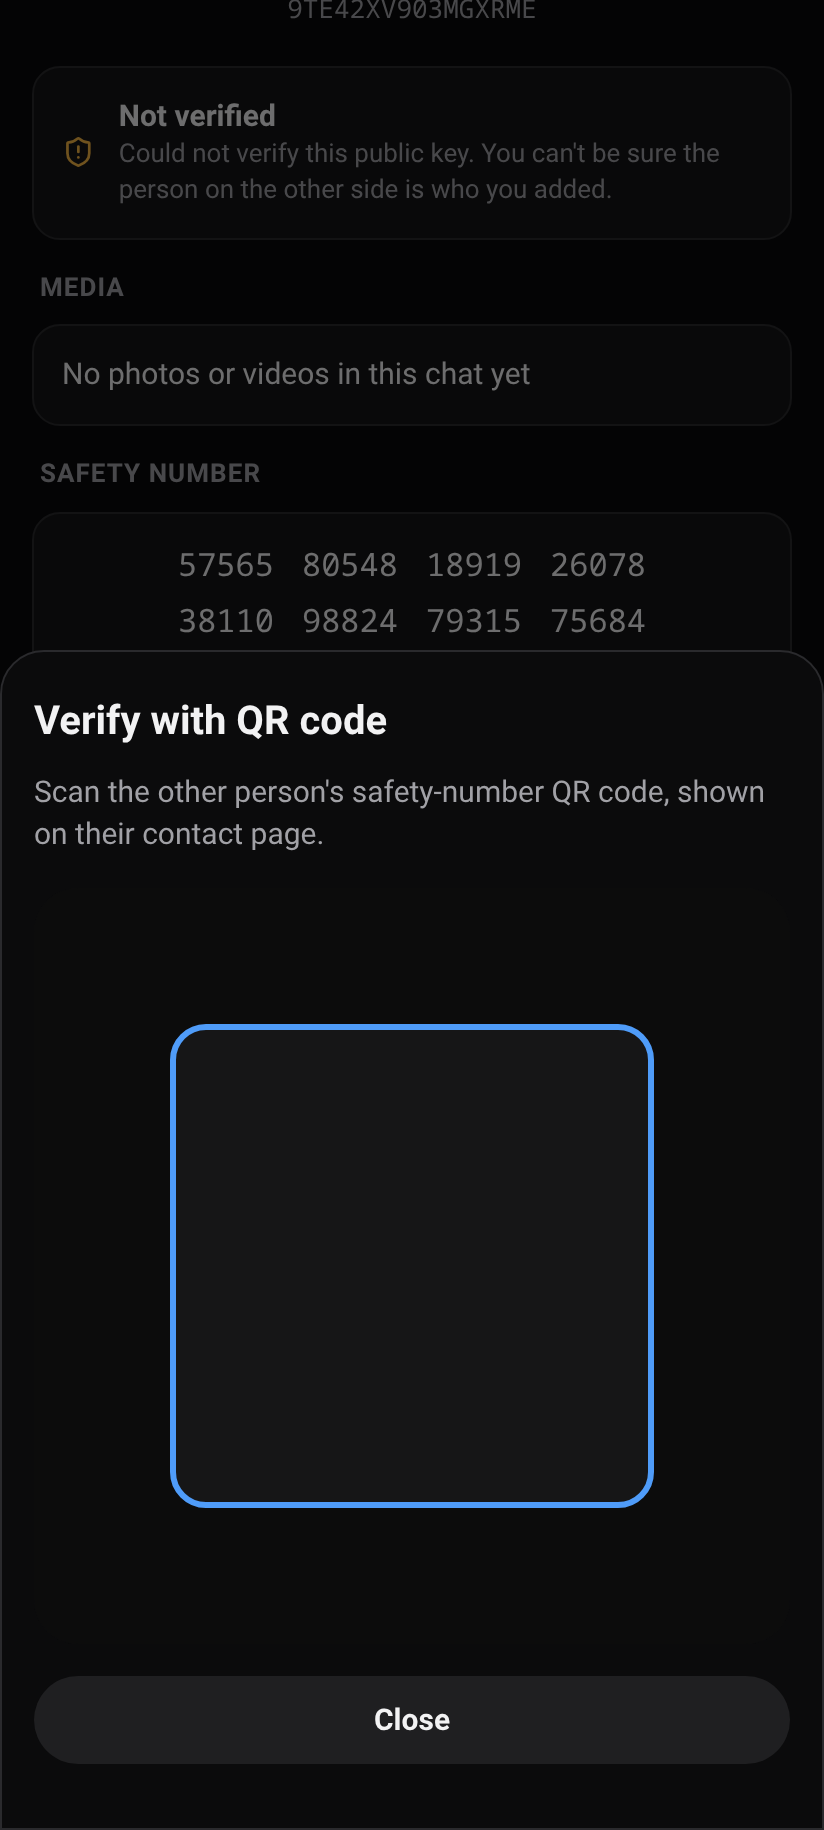 9TE42XV903MGXRME
Not verified
Could not verify this public key. You can't be sure the
person on the other side is who you added.
MEDIA
No photos or videos in this chat yet
SAFETY NUMBER
57565 80548 18919 26078
38110 98824 79315 75684
Verify with QR code
Scan the other person's safety-number QR code, shown
on their contact page.
Close